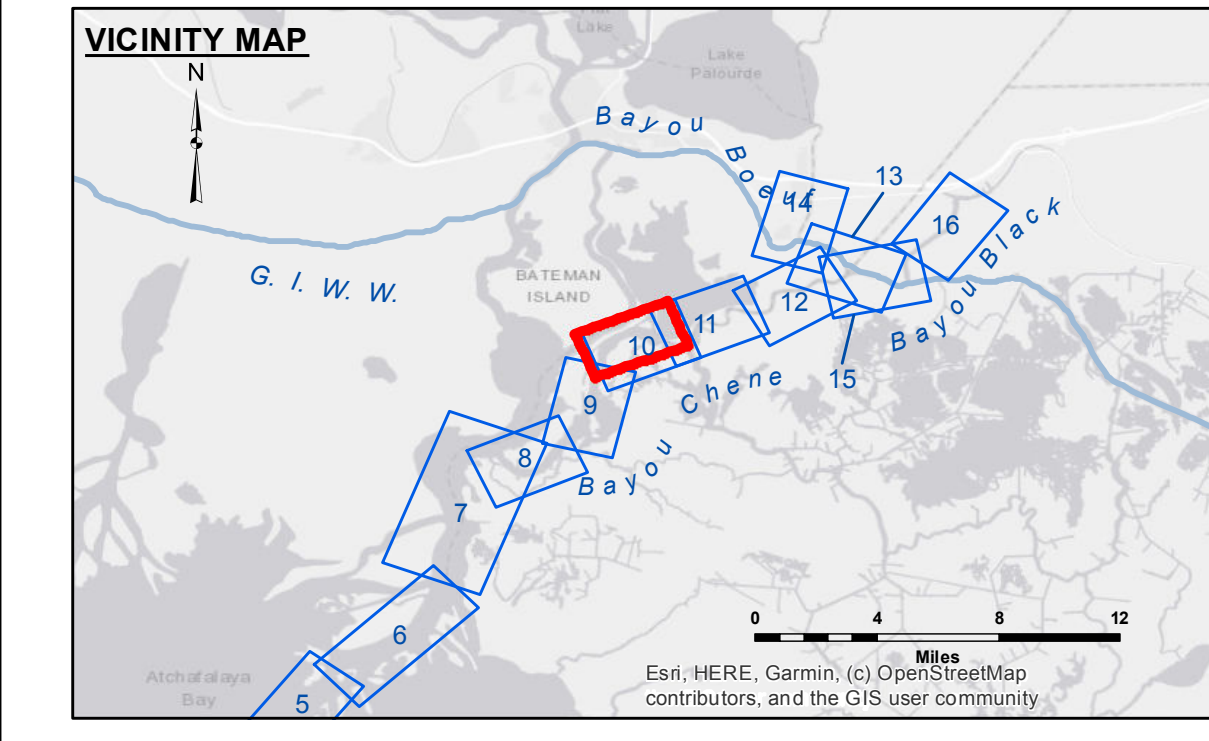 VICINITY MAP
N
Flat
Lake
Lake
Palourde
Bayou
Boeuf
13
14
16
Bayou Black
G. I. W. W.
BATEMAN
ISLAND
12
11
10
15
Bayou Chene
9
8
7
6
5
Atchafalaya
Bay
0 4 8 12
Miles
Esri, HERE, Garmin, (c) OpenStreetMap
contributors, and the GIS user community